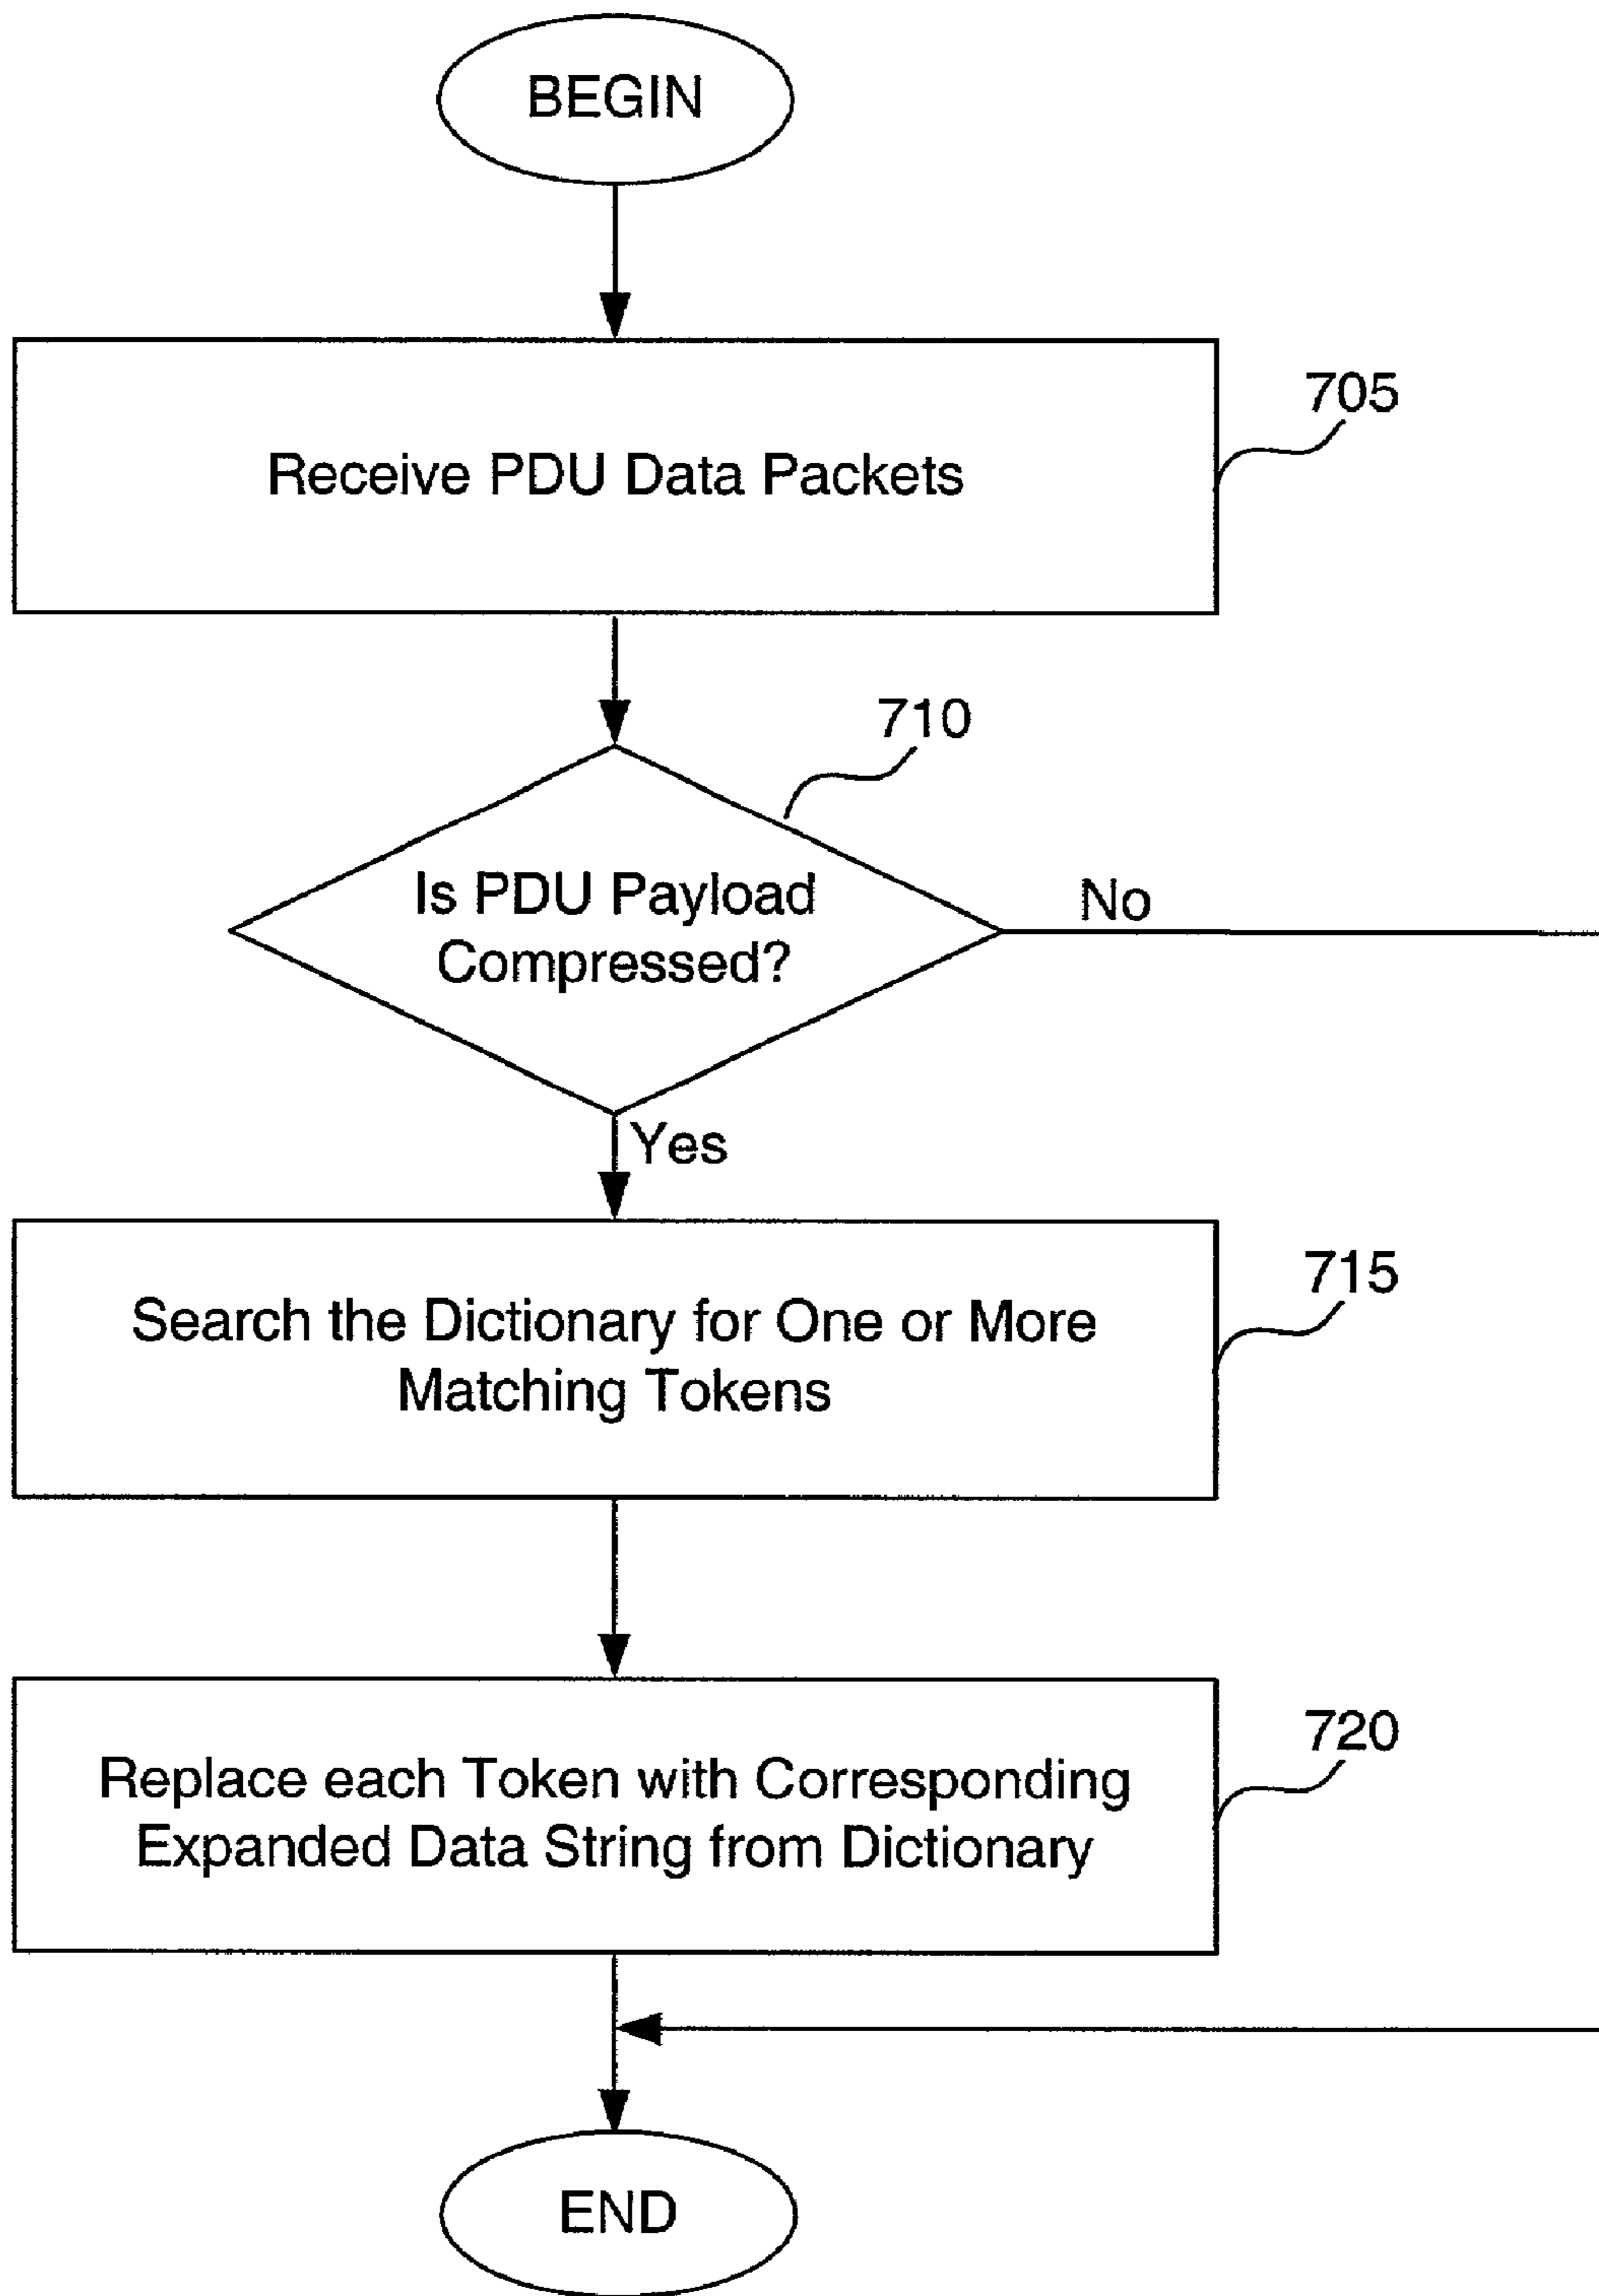 BEGIN
705
Receive PDU Data Packets
710
Is PDU Payload
Compressed?
No
Yes
715
Search the Dictionary for One or More
Matching Tokens
720
Replace each Token with Corresponding
Expanded Data String from Dictionary
END